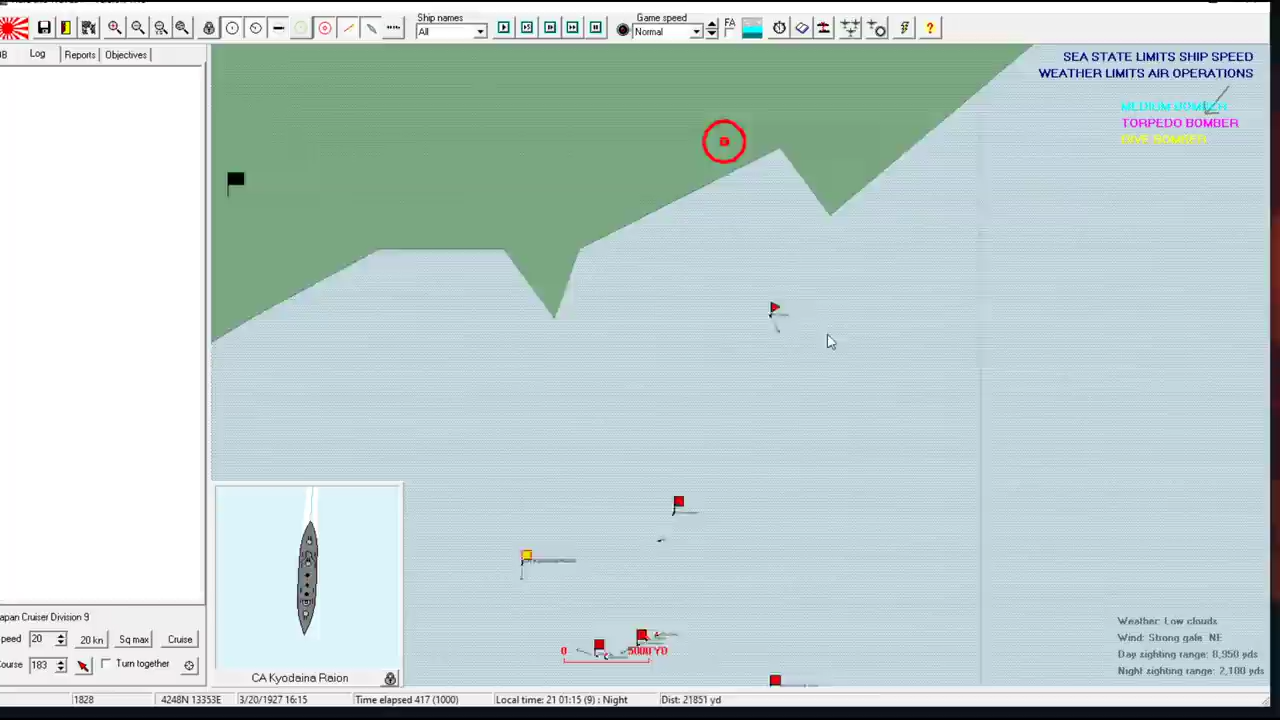 Ship names
All
Game speed
Normal
FA
Log
Reports
Objectives
SEA STATE LIMITS SHIP SPEED
WEATHER LIMITS AIR OPERATIONS
MEDIUM BOMBER
TORPEDO BOMBER
DIVE BOMBER
0
5000 YD
apan Cruiser Division 9
peed
20
20 kn
Sq max
Cruise
ourse
183
Turn together
CA Kyodaina Raion
Weather: Low clouds
Wind: Strong gale NE
Day sighting range: 8,950 yds
Night sighting range: 2,100 yds
1828
4248N 13353E
3/20/1927 16:15
Time elapsed 417 (1000)
Local time: 21 01:15 (9) : Night
Dist: 21851 yd